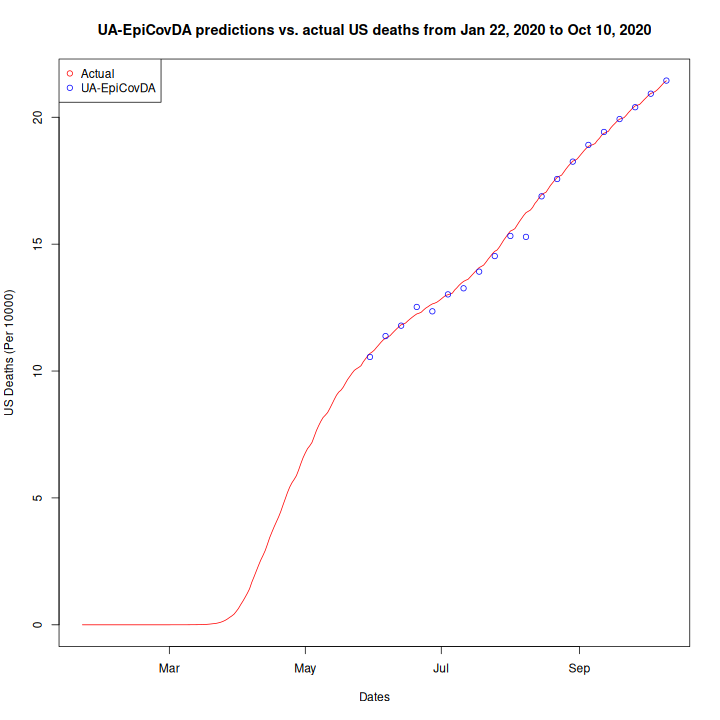 UA-EpiCovDA predictions vs. actual US deaths from Jan 22, 2020 to Oct 10, 2020
Actual
UA-EpiCovDA
US Deaths (Per 10000)
20
15
10
5
0
Mar May Jul Sep
Dates